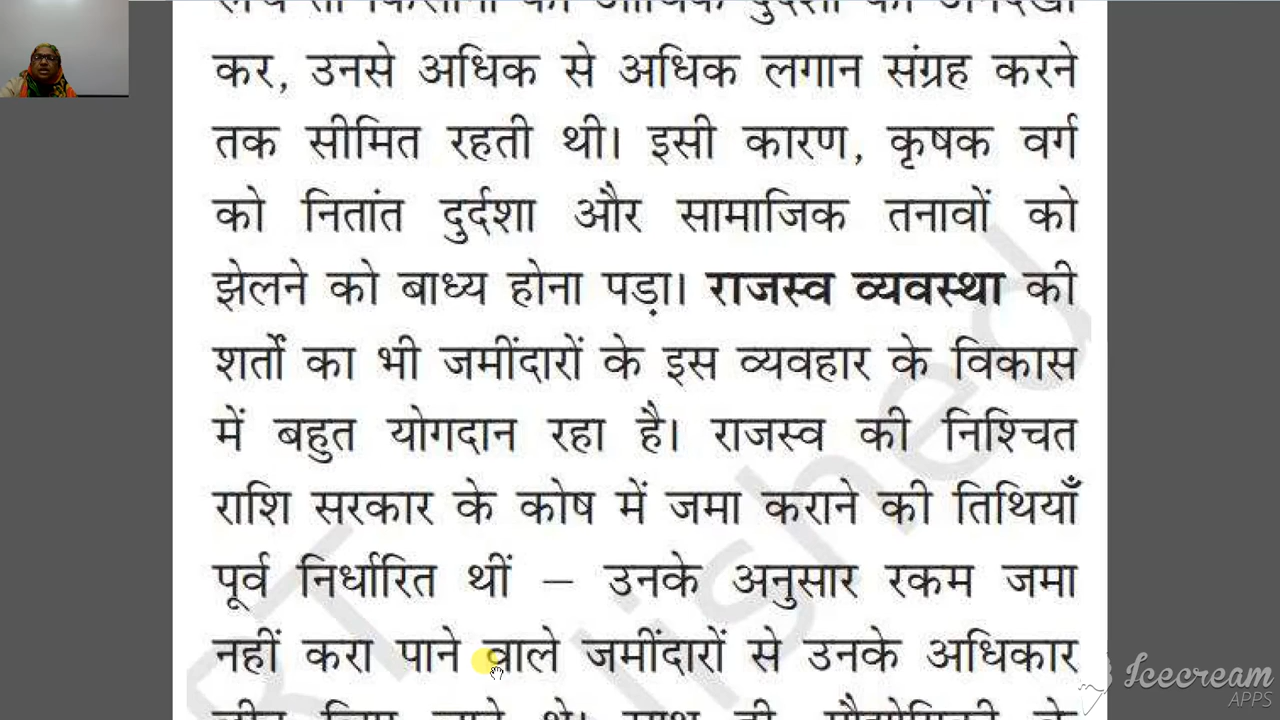 कर, उनसे अधिक से अधिक लगान संग्रह करने
तक सीमित रहती थी। इसी कारण, कृषक वर्ग
को नितांत दुर्दशा और सामाजिक तनावों को
झेलने को बाध्य होना पड़ा। राजस्व व्यवस्था की
शर्तों का भी जमींदारों के इस व्यवहार के विकास
में बहुत योगदान रहा है। राजस्व की निश्चित
राशि सरकार के कोष में जमा कराने की तिथियाँ
पूर्व निर्धारित थीं – उनके अनुसार रकम जमा
नहीं करा पाने वाले जमींदारों से उनके अधिकार
Icecream
APPS